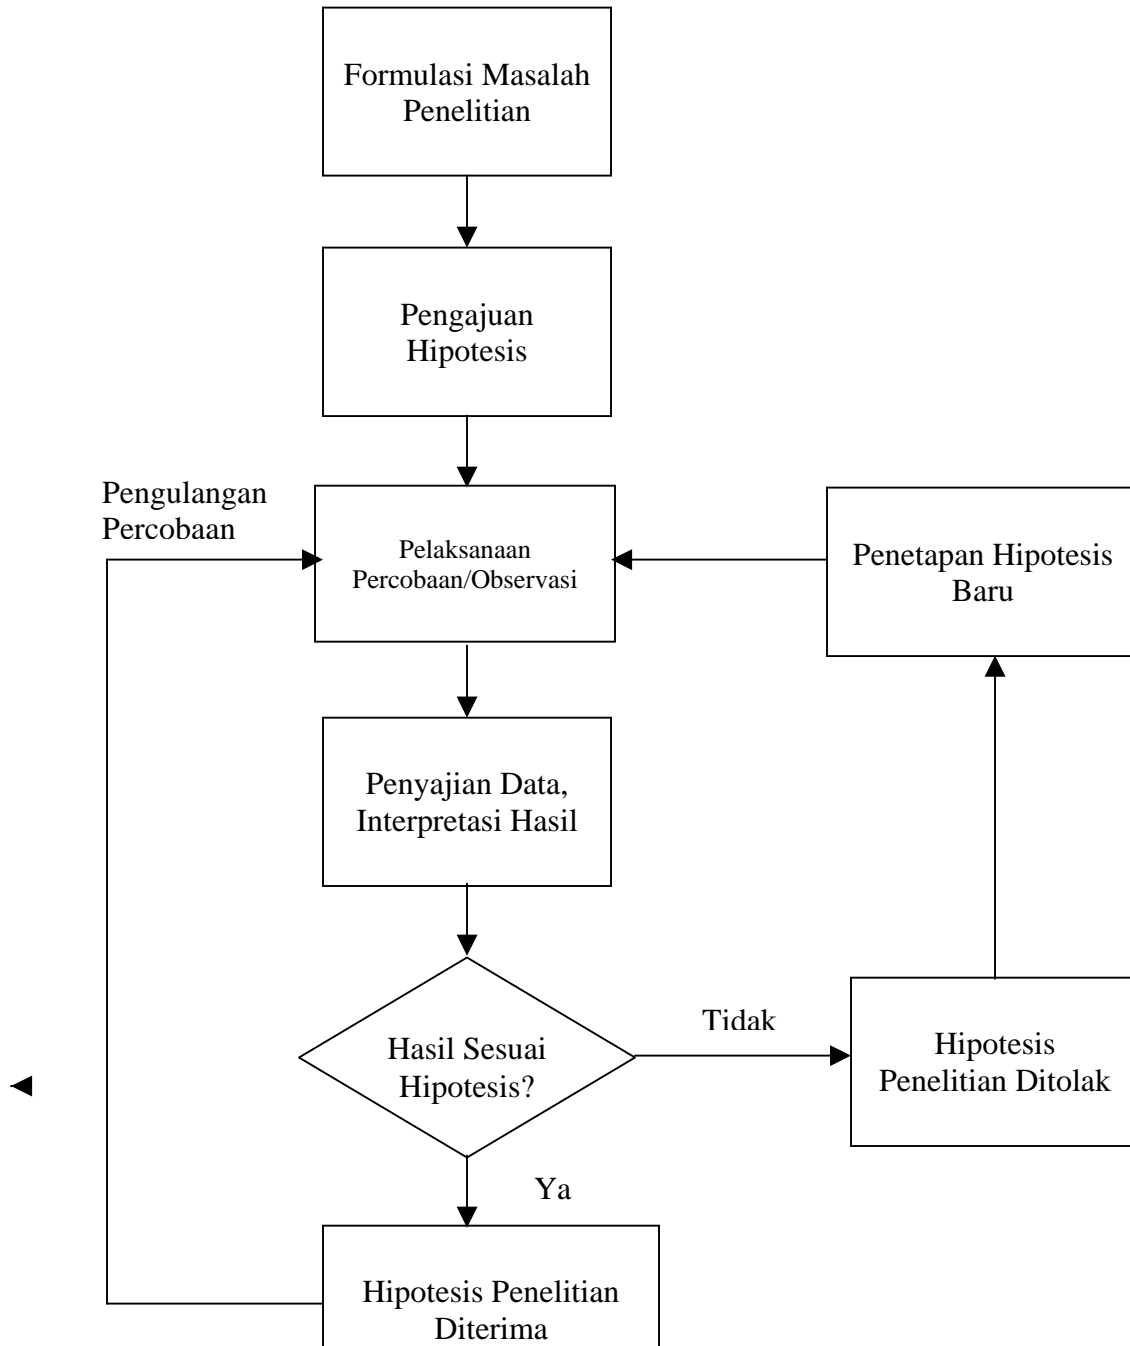 Formulasi Masalah
Penelitian
Pengajuan
Hipotesis
Pengulangan
Percobaan
Pelaksanaan
Percobaan/Observasi
Penetapan Hipotesis
Baru
Penyajian Data,
Interpretasi Hasil
Hasil Sesuai
Hipotesis?
Tidak
Hipotesis
Penelitian Ditolak
Ya
Hipotesis Penelitian
Diterima